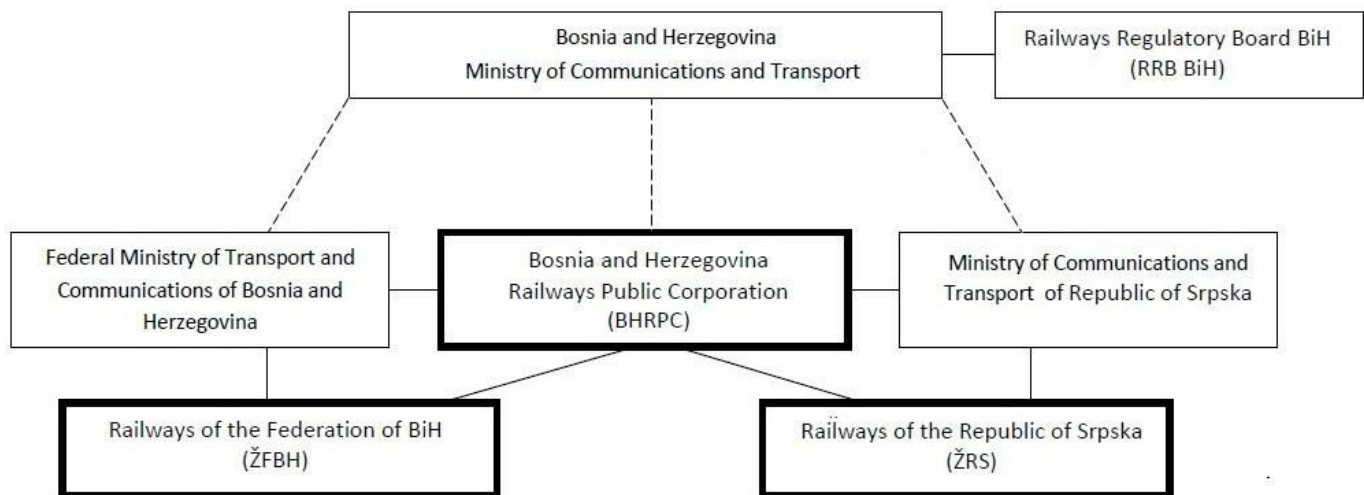 Bosnia and Herzegovina
Ministry of Communications and Transport
Railways Regulatory Board BiH
(RRB BiH)
Federal Ministry of Transport and
Communications of Bosnia and
Herzegovina
Bosnia and Herzegovina
Railways Public Corporation
(BHRPC)
Ministry of Communications and
Transport of Republic of Srpska
Railways of the Federation of BiH
(ŽFBH)
Railways of the Republic of Srpska
(ŽRS)